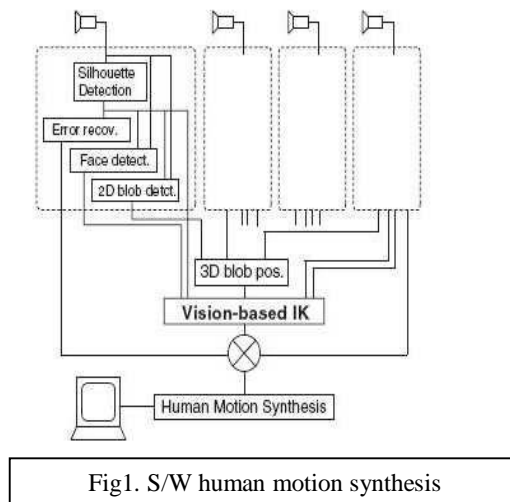 Silhouette
Detection
Error recov.
Face detect.
2D blob detct.
3D blob pos.
Vision-based IK
Human Motion Synthesis
Fig1. S/W human motion synthesis